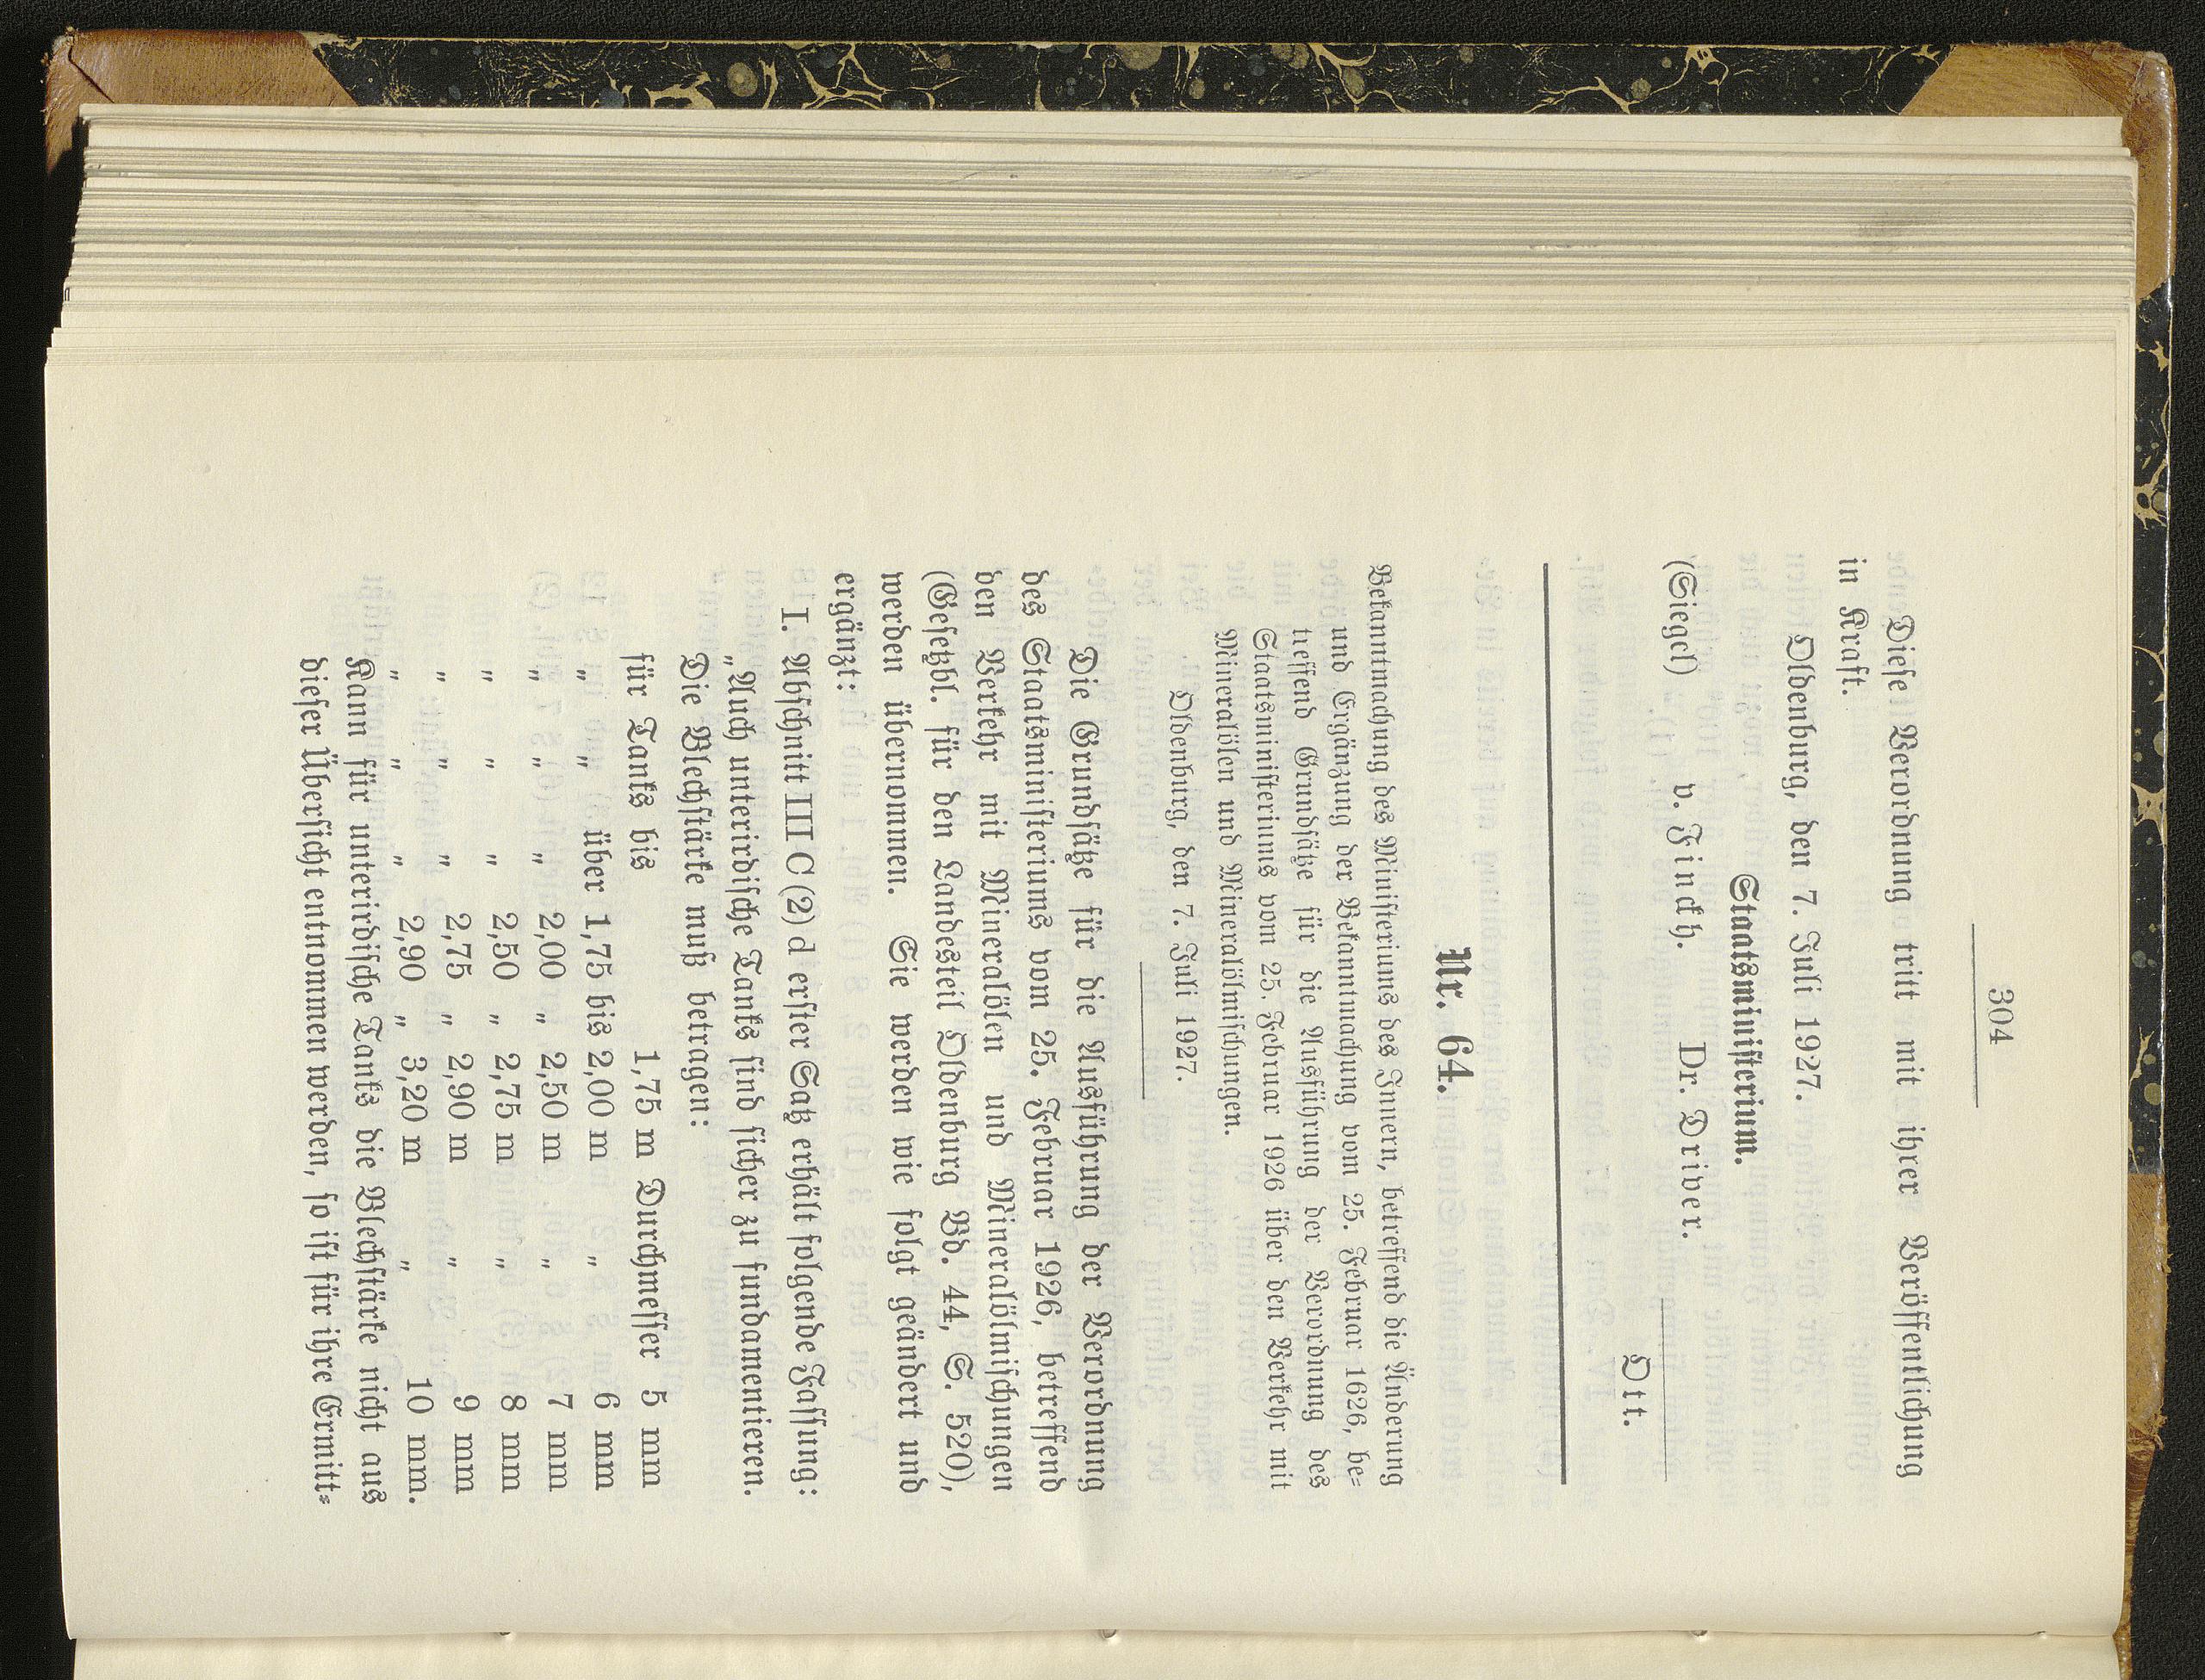 304
Diese Verordnung tritt mit ihrer Veröffentlichung
in Kraft.
Oldenburg, den 7. Juli 1927.
Staatsministerium.
(Siegel) v. Finckh. Dr. Driver.
Ott.
Nr. 64.
Bekanntmachung des Ministeriums des Innern, betreffend die Änderung
und Ergänzung der Bekanntmachung vom 25. Februar 1626, be=
treffend Grundsätze für die Ausführung der Verordnung des
Staatsministeriums vom 25. Februar 1926 über den Verkehr mit
Mineralölen und Mineralölmischungen.
Oldenburg, den 7. Juli 1927.
Die Grundsätze für die Ausführung der Verordnung
des Staatsministeriums vom 25. Februar 1926, betreffend
den Verkehr mit Mineralölen und Mineralölmischungen
(Gesetzbl. für den Landesteil Oldenburg Bd. 44, S. 520),
werden übernommen. Sie werden wie folgt geändert und
ergänzt:
I. Abschnitt III C (2) d erster Satz erhält folgende Fassung:
„Auch unterirdische Tanks sind sicher zu fundamentieren.
Die Blechstärke muß betragen:
für Tanks bis 1,75 m Durchmesser 5 mm
„ „ über 1,75 bis 2,00 m „ 6 mm
„ „ „ 2,00 „ 2,50 m „ 7 mm
„ „ „ 2,50 „ 2,75 m „ 8 mm
„ „ „ 2,75 „ 2,90 m „ 9 mm
„ „ „ 2,90 „ 3,20 m „ 10 mm.
Kann für unterirdische Tanks die Blechstärke nicht aus
dieser Übersicht entnommen werden, so ist für ihre Ermitt=